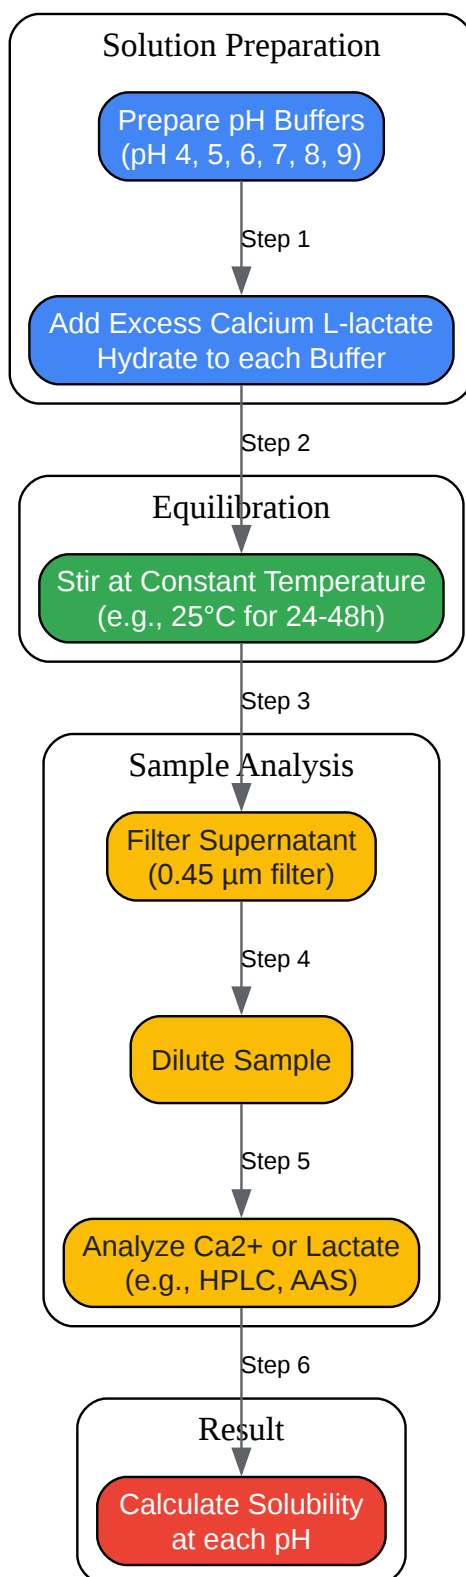 Solution Preparation
Prepare pH Buffers
(pH 4, 5, 6, 7, 8, 9)
Step 1
Add Excess Calcium L-lactate
Hydrate to each Buffer
Step 2
Equilibration
Stir at Constant Temperature
(e.g., 25°C for 24-48h)
Step 3
Sample Analysis
Filter Supernatant
(0.45 µm filter)
Step 4
Dilute Sample
Step 5
Analyze Ca2+ or Lactate
(e.g., HPLC, AAS)
Step 6
Result
Calculate Solubility
at each pH